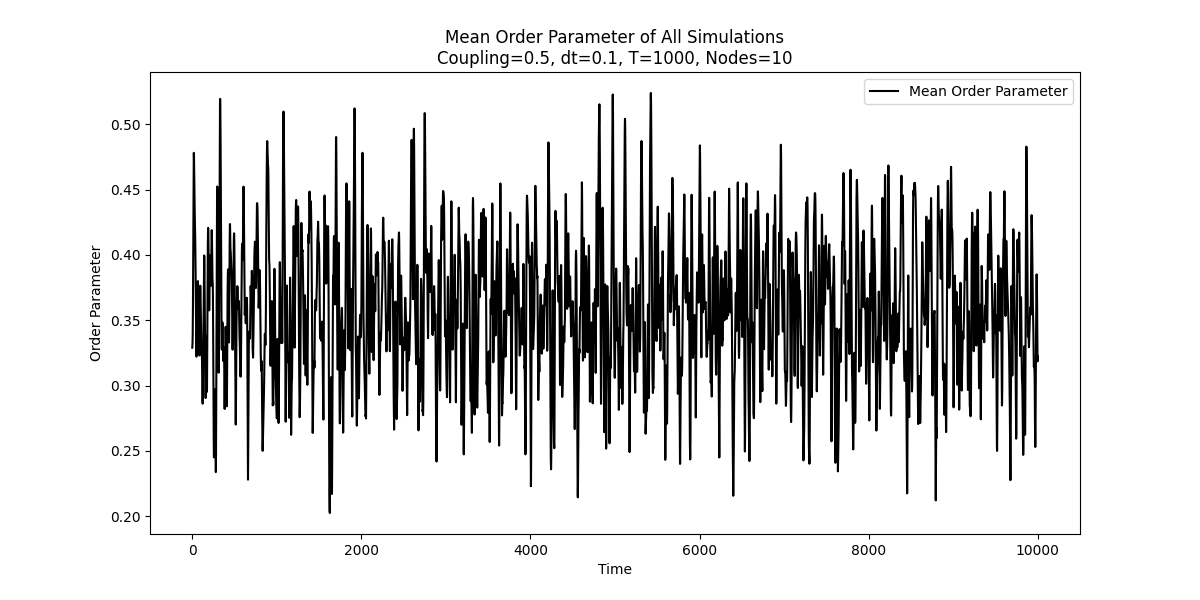 Mean Order Parameter of All Simulations
Coupling=0.5, dt=0.1, T=1000, Nodes=10
Mean Order Parameter
0.50
0.45
0.40
0.35
0.30
0.25
0.20
Order Parameter
0 2000 4000 6000 8000 10000
Time